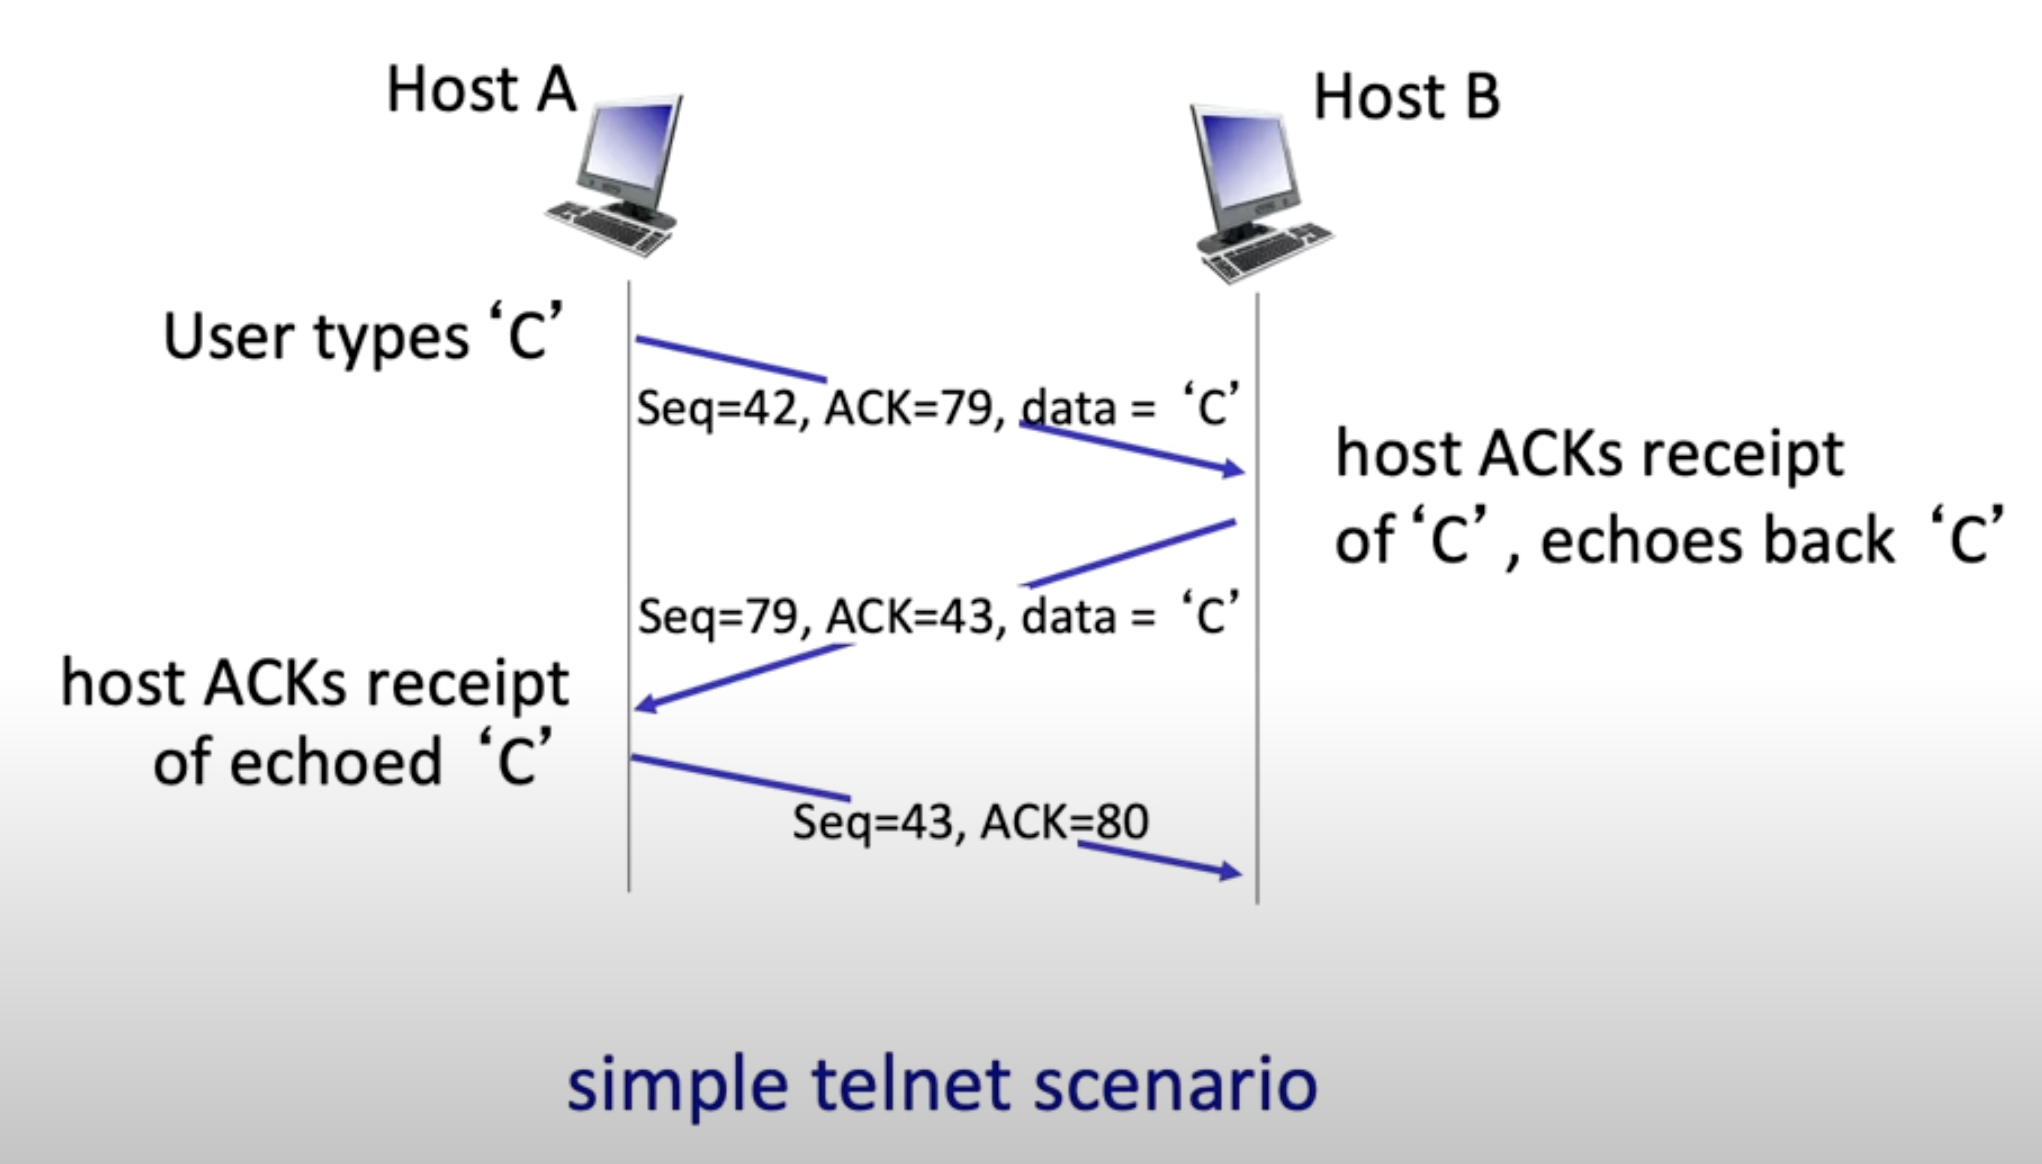 Host A
Host B
User types ‘C’
Seq=42, ACK=79, data = ‘C’
host ACKs receipt
of ‘C’, echoes back ‘C’
Seq=79, ACK=43, data = ‘C’
host ACKs receipt
of echoed ‘C’
Seq=43, ACK=80
simple telnet scenario